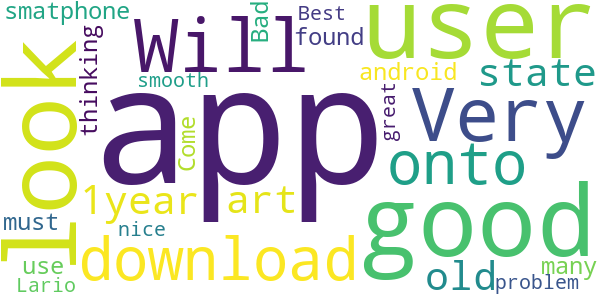 smatphone
look
thinking
Will
smooth
Bad
Best
found
user
android
state
app
Come
great
Very
onto
1year
art
good
must
nice
download
old
use
Lario
problem
many